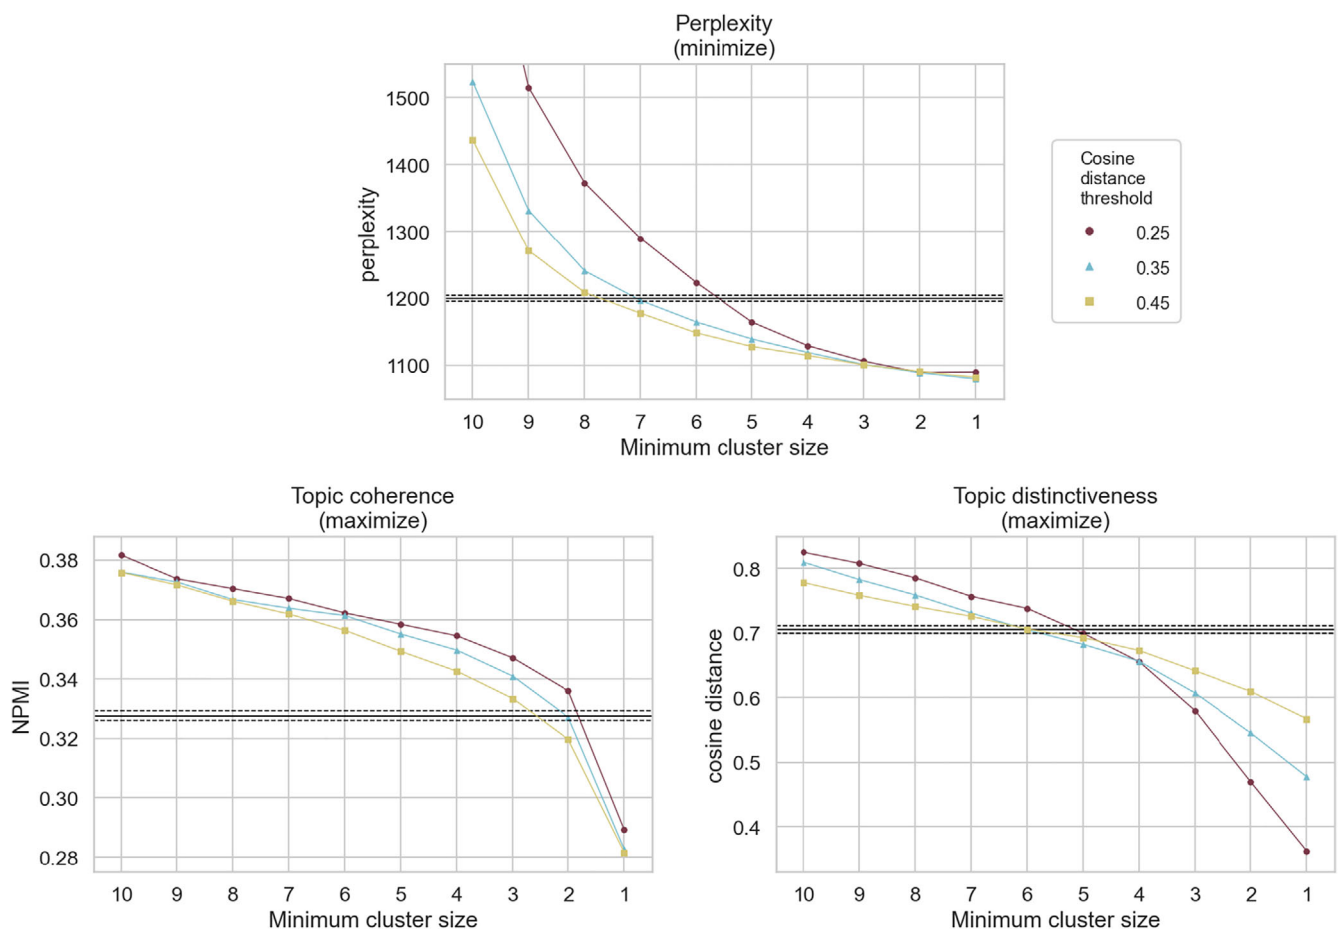 Perplexity
(minimize)
1500
1400
1300
1200
1100
perplexity
10 9 8 7 6 5 4 3 2 1
Minimum cluster size
Cosine
distance
threshold
0.25
0.35
0.45
Topic coherence
(maximize)
0.38
0.36
0.34
0.32
0.30
0.28
NPMI
10 9 8 7 6 5 4 3 2 1
Minimum cluster size
Topic distinctiveness
(maximize)
0.8
0.7
0.6
0.5
0.4
cosine distance
10 9 8 7 6 5 4 3 2 1
Minimum cluster size